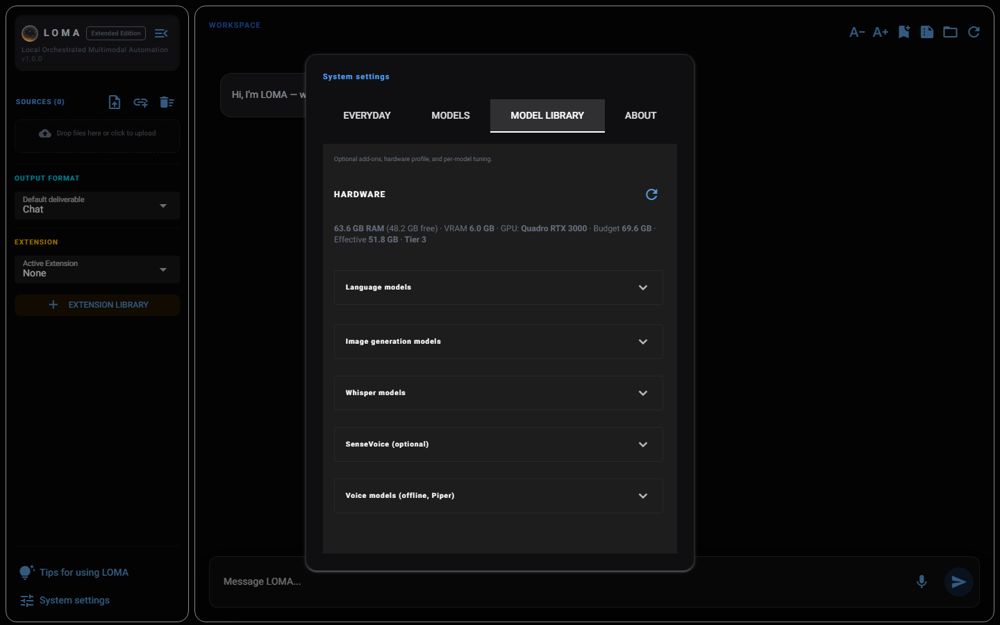 LOMA Extended Edition
Local Orchestrated Multimodal Automation
v1.0.0
SOURCES (0)
Drop files here or click to upload
OUTPUT FORMAT
Default deliverable
Chat
EXTENSION
Active Extension
None
EXTENSION LIBRARY
Tips for using LOMA
System settings
WORKSPACE
A− A+
Hi, I'm LOMA — w
System settings
EVERYDAY MODELS MODEL LIBRARY ABOUT
Optional add-ons, hardware profile, and per-model tuning.
HARDWARE
63.6 GB RAM (48.2 GB free) · VRAM 6.0 GB · GPU: Quadro RTX 3000 · Budget 69.6 GB ·
Effective 51.8 GB · Tier 3
Language models
Image generation models
Whisper models
SenseVoice (optional)
Voice models (offline, Piper)
Message LOMA...